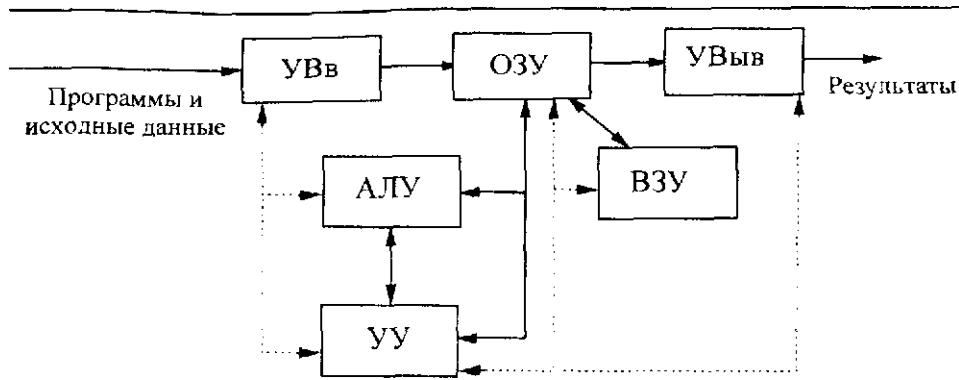 УВв
ОЗУ
УВыв
Программы и
исходные данные
Результаты
АЛУ
ВЗУ
УУ